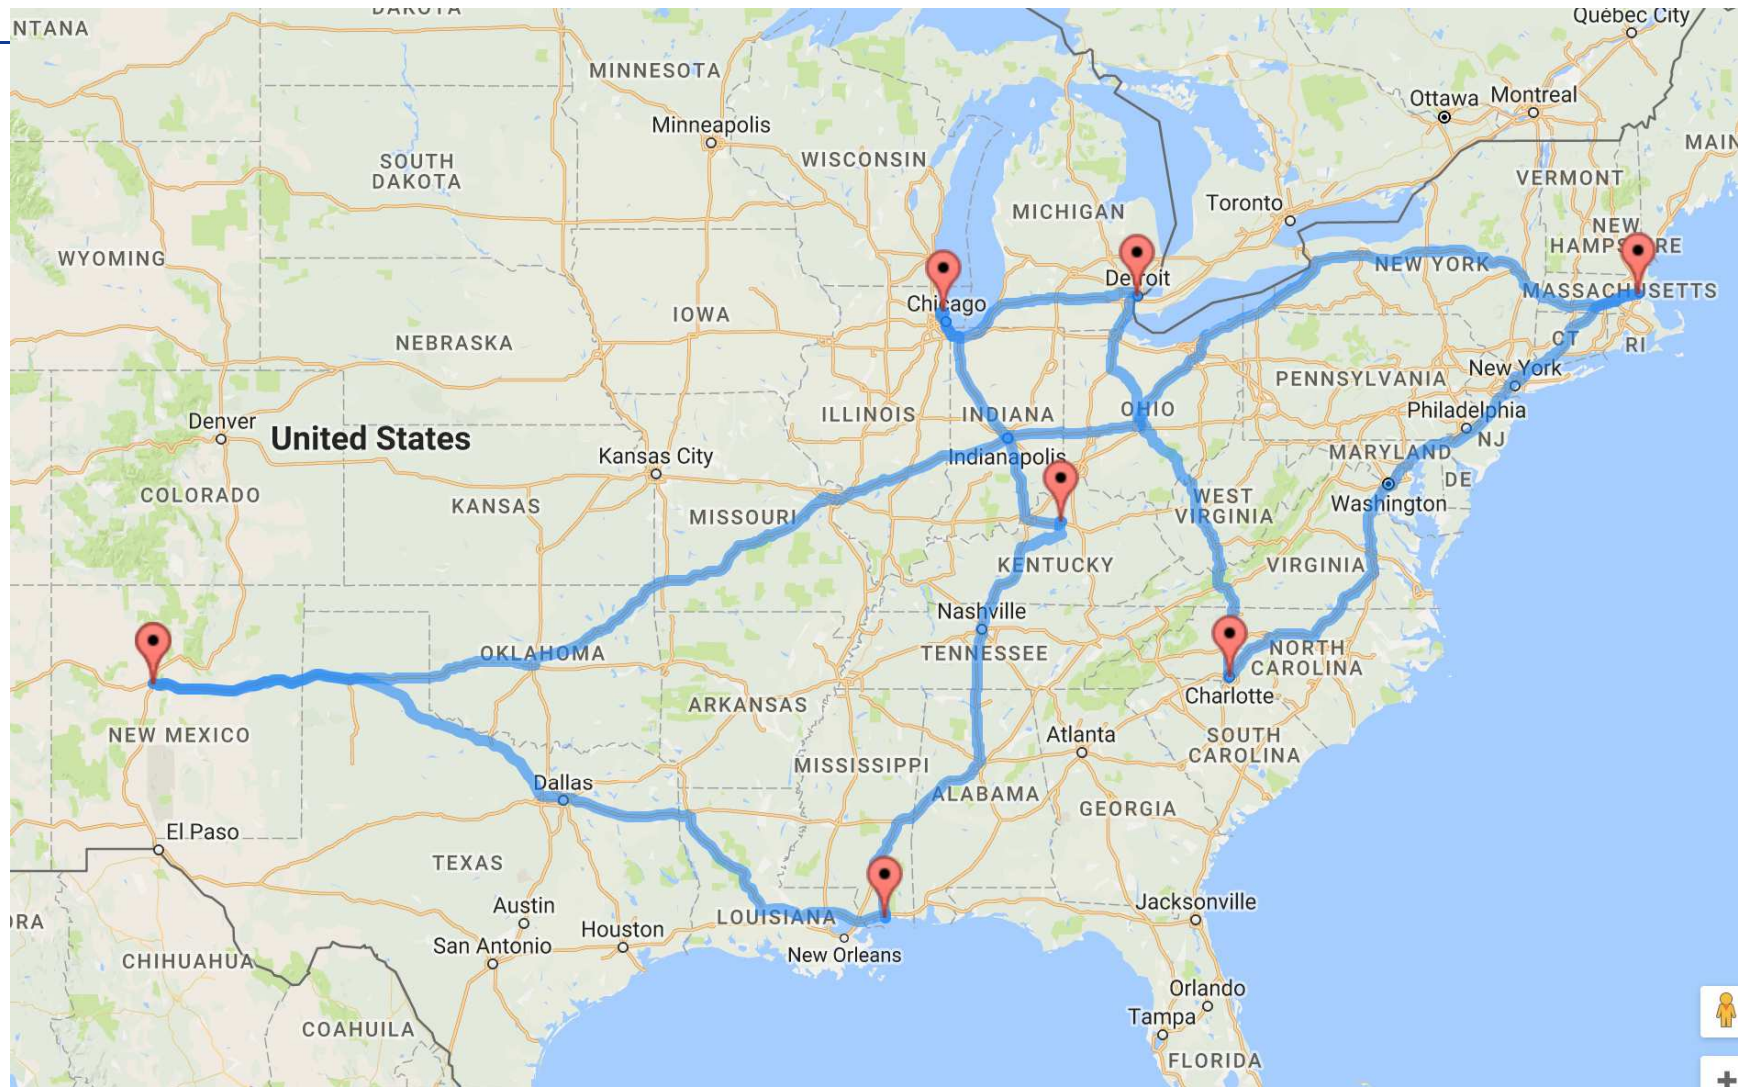 DAKOTA
Québec City
NTANA
MINNESOTA
Ottawa
Montreal
Minneapolis
MAIN
SOUTH
DAKOTA
WISCONSIN
VERMONT
MICHIGAN
Toronto
NEW
HAMPSHIRE
WYOMING
NEW YORK
Detroit
MASSACHUSETTS
Chicago
IOWA
NEBRASKA
CT
RI
New York
PENNSYLVANIA
ILLINOIS
INDIANA
OHIO
Philadelphia
Denver
United States
NJ
Kansas City
Indianapolis
MARYLAND
DE
COLORADO
KANSAS
MISSOURI
WEST
VIRGINIA
Washington
KENTUCKY
VIRGINIA
Nashville
OKLAHOMA
TENNESSEE
NORTH
CAROLINA
Charlotte
ARKANSAS
NEW MEXICO
Atlanta
SOUTH
CAROLINA
MISSISSIPPI
Dallas
ALABAMA
GEORGIA
El Paso
TEXAS
Jacksonville
Austin
LOUISIANA
Houston
ORA
San Antonio
New Orleans
CHIHUAHUA
Orlando
Tampa
COAHUILA
FLORIDA